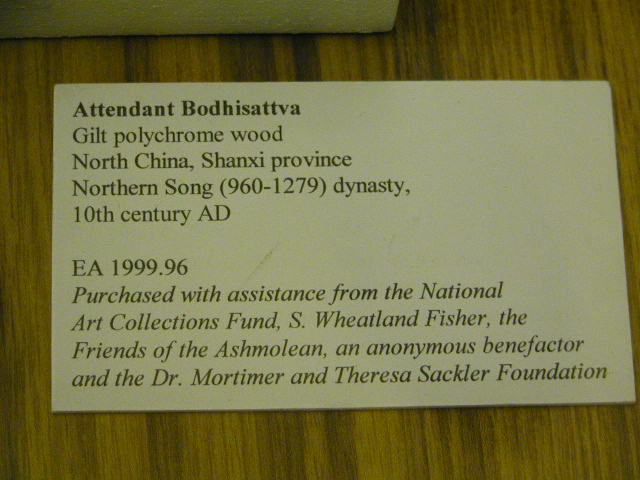 Attendant Bodhisattva
Gilt polychrome wood
North China, Shanxi province
Northern Song (960-1279) dynasty,
10th century AD
EA 1999.96
Purchased with assistance from the National
Art Collections Fund, S. Wheatland Fisher, the
Friends of the Ashmolean, an anonymous benefactor
and the Dr. Mortimer and Theresa Sackler Foundation